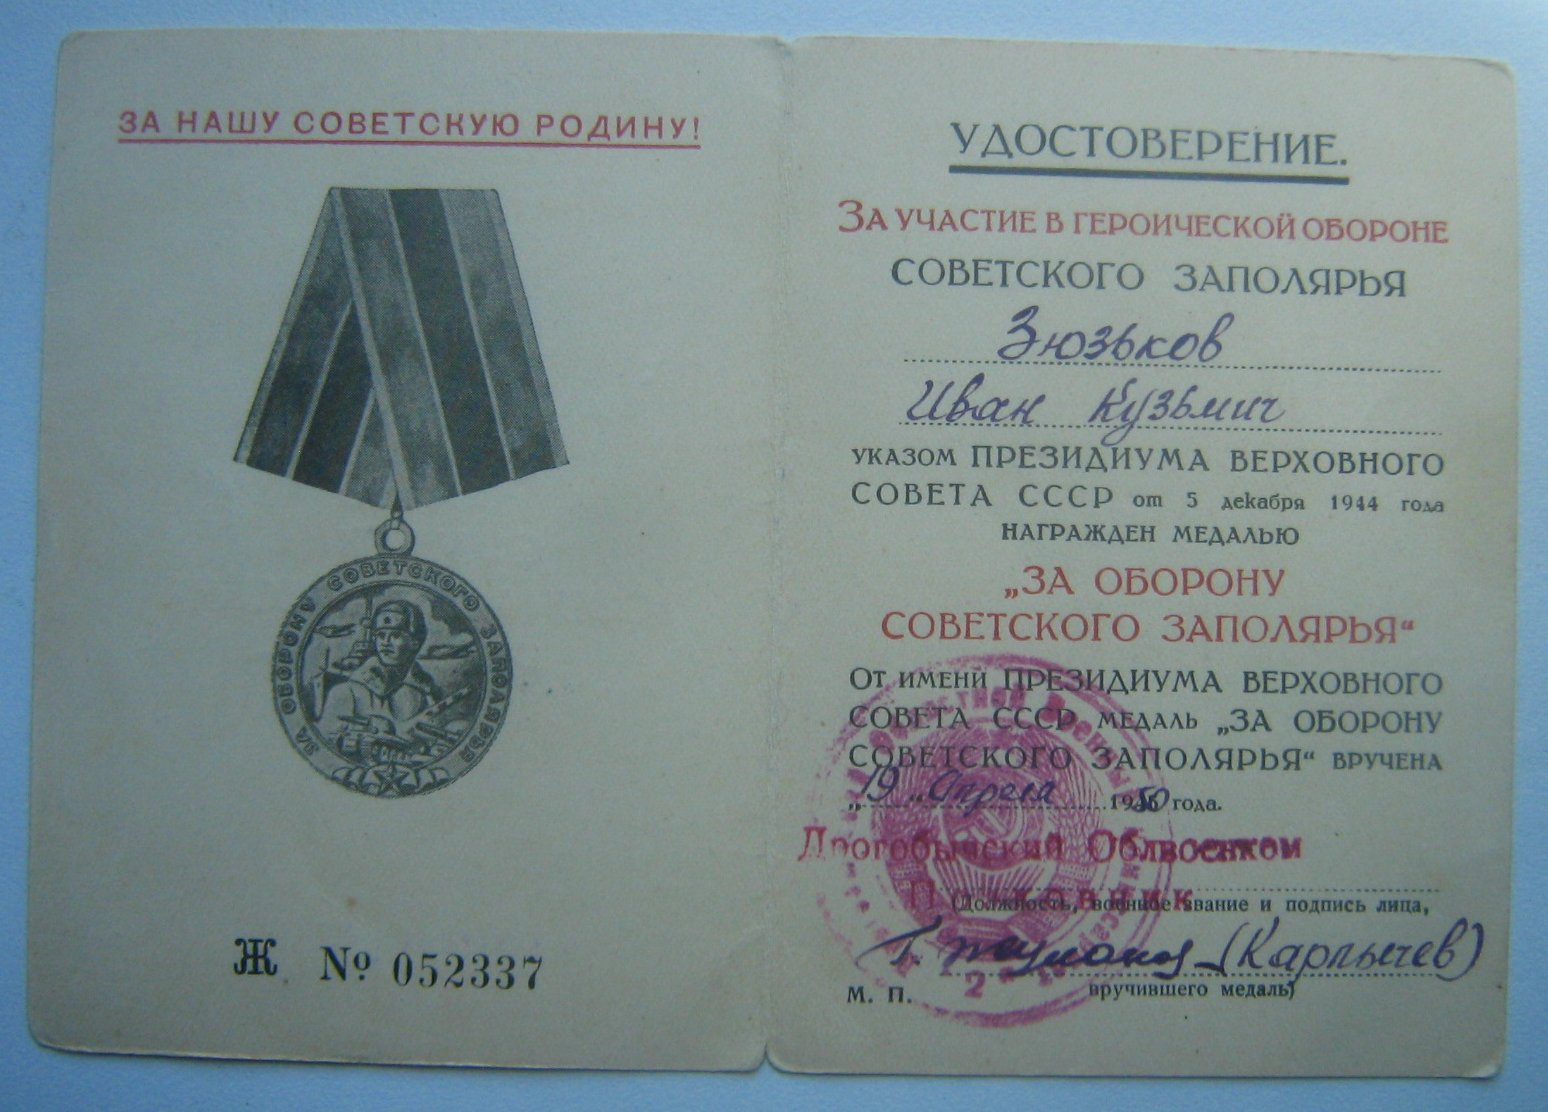 ЗА НАШУ СОВЕТСКУЮ РОДИНУ!
ЗА ОБОРОНУ СОВЕТСКОГО ЗАПОЛЯРЬЯ
Ж № 052337
УДОСТОВЕРЕНИЕ.
ЗА УЧАСТИЕ В ГЕРОИЧЕСКОЙ ОБОРОНЕ
СОВЕТСКОГО ЗАПОЛЯРЬЯ
Зюзьков
Иван Кузьмич
УКАЗОМ ПРЕЗИДИУМА ВЕРХОВНОГО
СОВЕТА СССР от 5 декабря 1944 года
НАГРАЖДЕН МЕДАЛЬЮ
„ЗА ОБОРОНУ
СОВЕТСКОГО ЗАПОЛЯРЬЯ“
ОТ ИМЕНИ ПРЕЗИДИУМА ВЕРХОВНОГО
СОВЕТА СССР МЕДАЛЬ „ЗА ОБОРОНУ
СОВЕТСКОГО ЗАПОЛЯРЬЯ“ ВРУЧЕНА
„19„ Апреля 1950 года.
Дрогобычский Облвоенком
Полковник
(Должность, военное звание и подпись лица,
(Карпычев)
М. П. вручившего медаль)
2